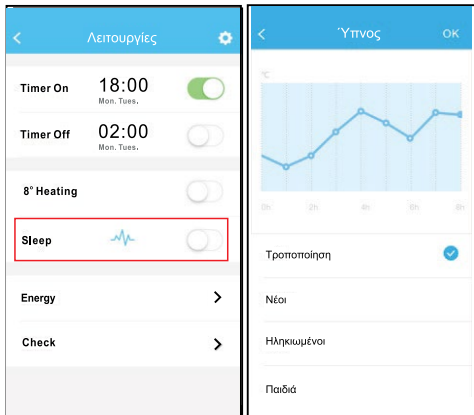 Λειτουργίες
Timer On 18:00
Mon. Tues.
Timer Off 02:00
Mon. Tues.
8° Heating
Sleep
Energy
Check
Ύπνος OK
℃
0h 2h 4h 6h 8h
Τροποποίηση
Νέοι
Ηληκιωμένοι
Παιδιά